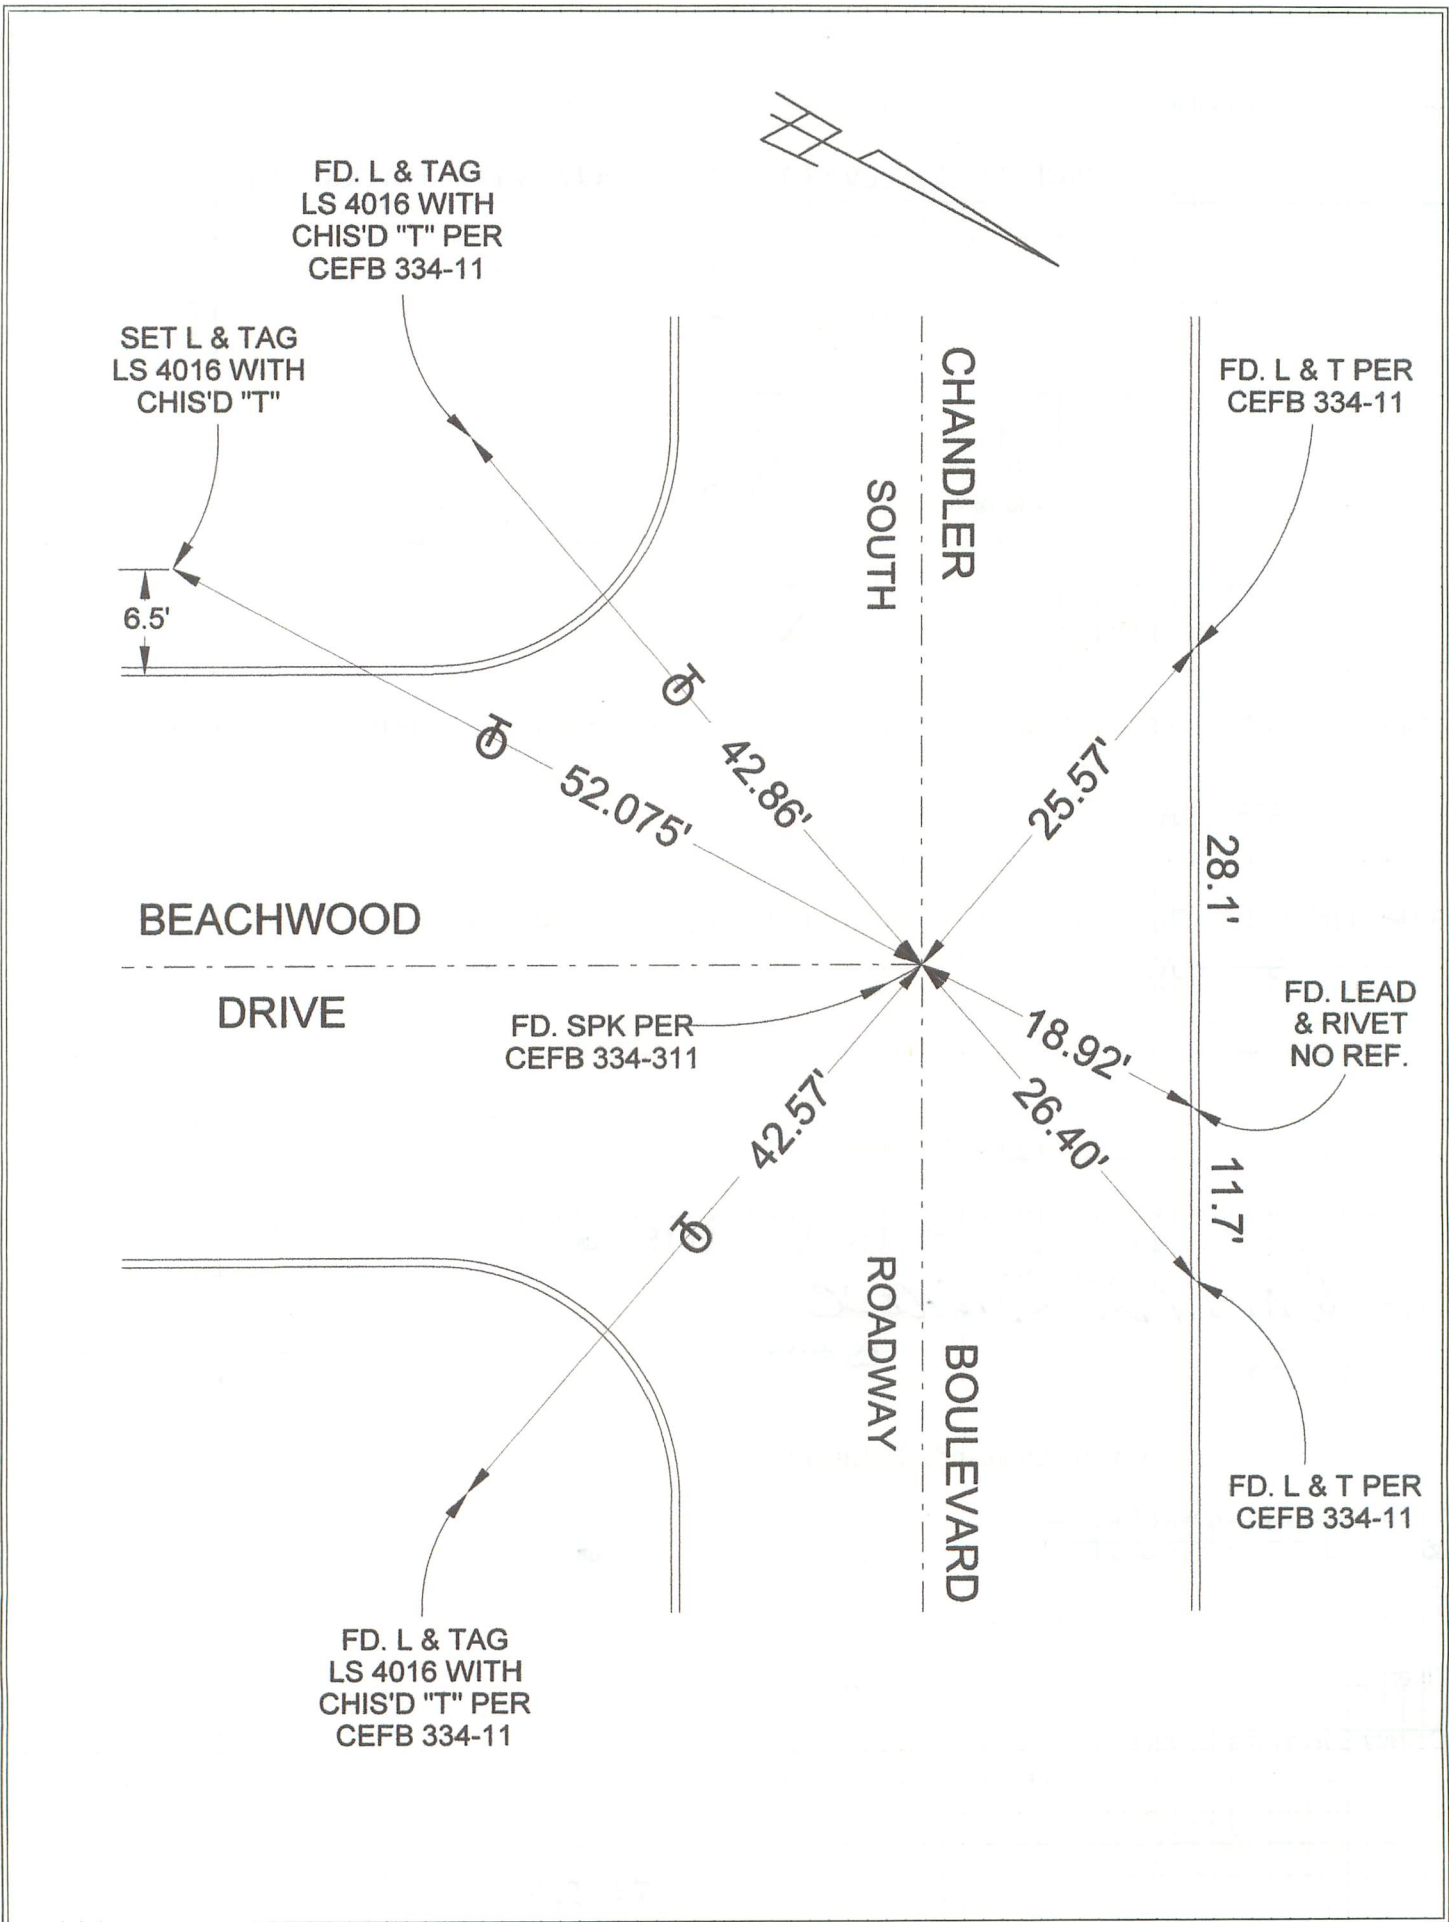 FD. L & TAG
LS 4016 WITH
CHIS'D "T" PER
CEFB 334-11
SET L & TAG
LS 4016 WITH
CHIS'D "T"
FD. L & T PER
CEFB 334-11
CHANDLER
SOUTH
6.5'
42.86'
52.075'
25.57'
28.1'
BEACHWOOD
DRIVE
FD. SPK PER
CEFB 334-311
18.92'
FD. LEAD
& RIVET
NO REF.
26.40'
42.57'
11.7'
ROADWAY
BOULEVARD
FD. L & T PER
CEFB 334-11
FD. L & TAG
LS 4016 WITH
CHIS'D "T" PER
CEFB 334-11